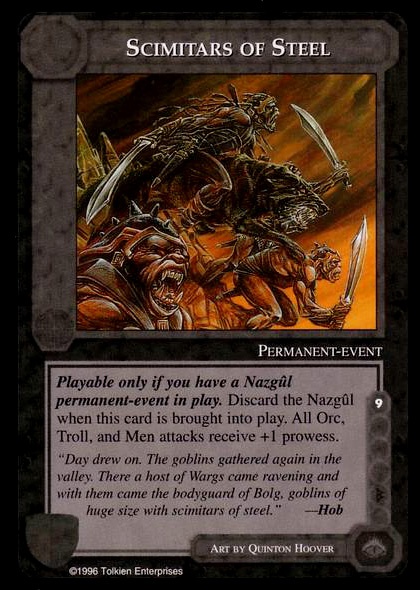 SCIMITARS OF STEEL
PERMANENT-EVENT
Playable only if you have a Nazgûl
permanent-event in play. Discard the Nazgûl
when this card is brought into play. All Orc,
Troll, and Men attacks receive +1 prowess.
9
“Day drew on. The goblins gathered again in the
valley. There a host of Wargs came ravening and
with them came the bodyguard of Bolg, goblins of
huge size with scimitars of steel.” —Hob
ART BY QUINTON HOOVER
©1996 Tolkien Enterprises